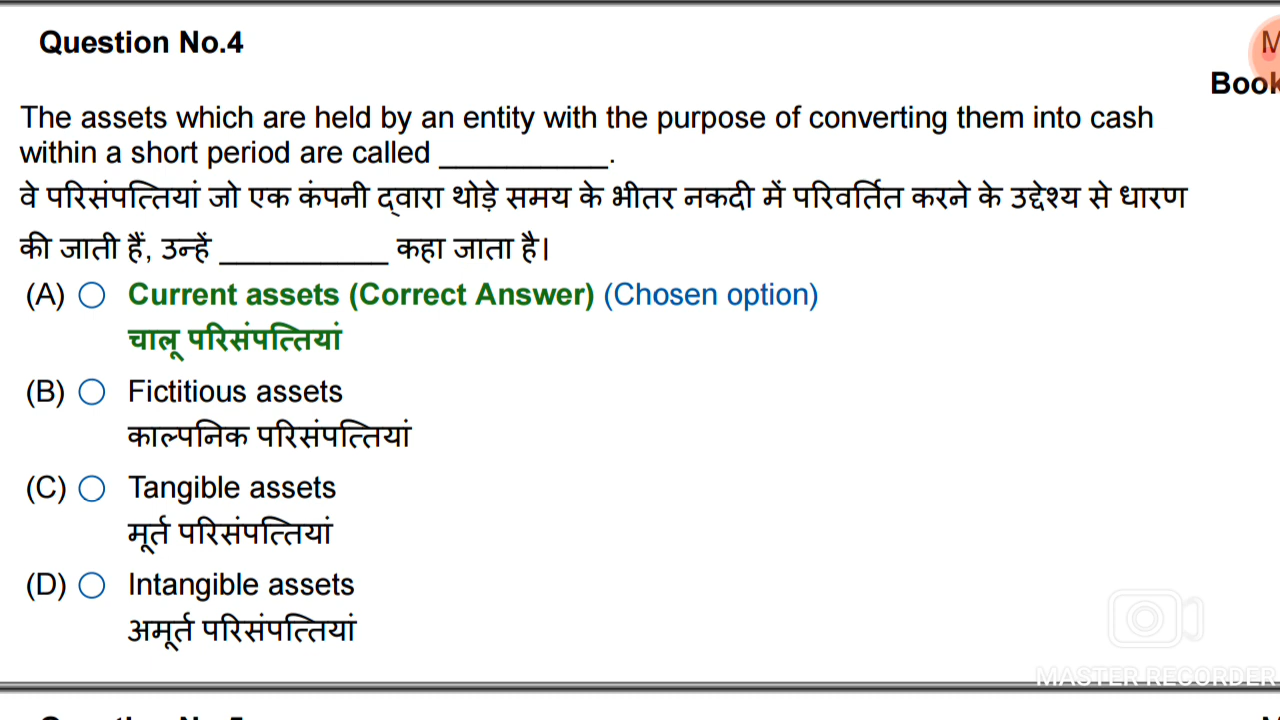 Question No.4
M
Book
The assets which are held by an entity with the purpose of converting them into cash
within a short period are called __________.
वे परिसंपत्तियां जो एक कंपनी द्वारा थोड़े समय के भीतर नकदी में परिवर्तित करने के उद्देश्य से धारण
की जाती हैं, उन्हें __________ कहा जाता है।
(A) Current assets (Correct Answer) (Chosen option)
चालू परिसंपत्तियां
(B) Fictitious assets
काल्पनिक परिसंपत्तियां
(C) Tangible assets
मूर्त परिसंपत्तियां
(D) Intangible assets
अमूर्त परिसंपत्तियां
MASTER RECORDER